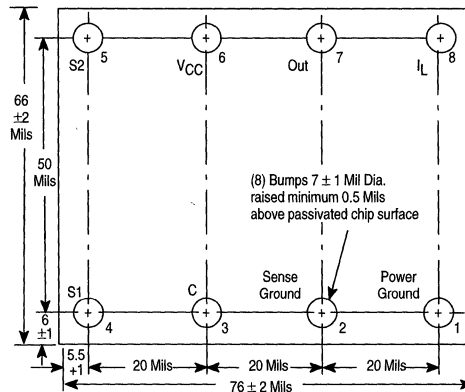 5 6 7 8
S2 VCC Out IL
66
±2
Mils
50
Mils
(8) Bumps 7 ± 1 Mil Dia.
raised minimum 0.5 Mils
above passivated chip surface
S1 C Sense
Ground Power
Ground
6
±1
4 3 2 1
5.5
+1
20 Mils 20 Mils 20 Mils
76 ± 2 Mils